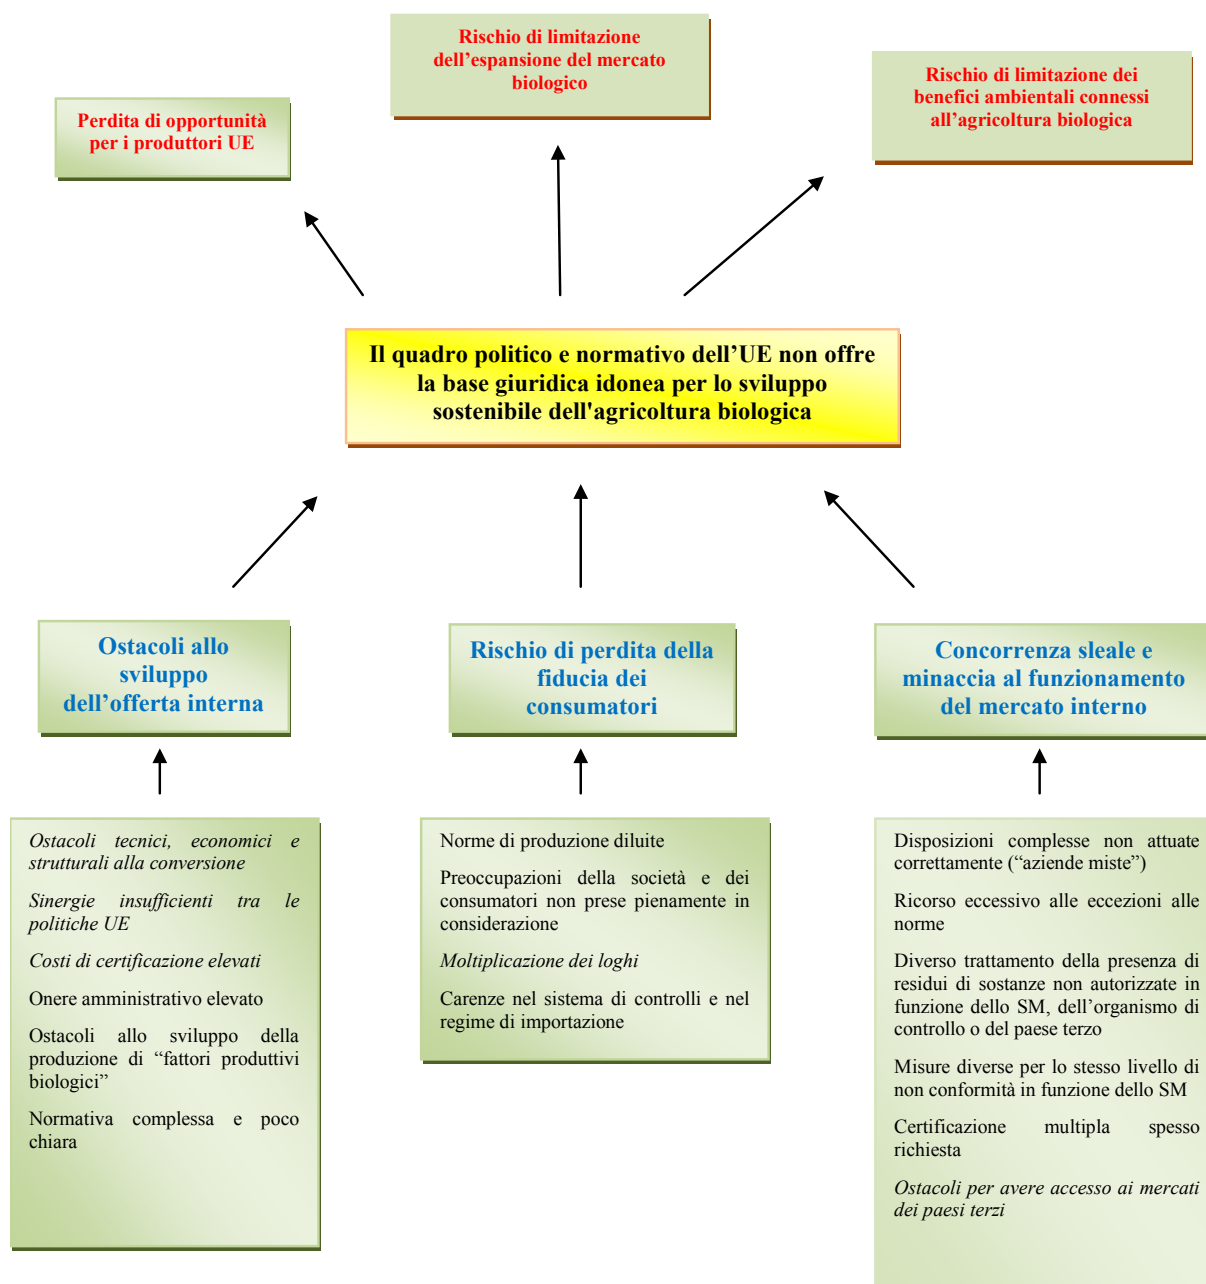 Rischio di limitazione
dell’espansione del mercato
biologico
Rischio di limitazione dei
benefici ambientali connessi
all’agricoltura biologica
Perdita di opportunità
per i produttori UE
Il quadro politico e normativo dell’UE non offre
la base giuridica idonea per lo sviluppo
sostenibile dell'agricoltura biologica
Ostacoli allo
sviluppo
dell’offerta interna
Rischio di perdita della
fiducia dei
consumatori
Concorrenza sleale e
minaccia al funzionamento
del mercato interno
Ostacoli tecnici, economici e
strutturali alla conversione
Sinergie insufficienti tra le
politiche UE
Costi di certificazione elevati
Onere amministrativo elevato
Ostacoli allo sviluppo della
produzione di “fattori produttivi
biologici”
Normativa complessa e poco
chiara
Norme di produzione diluite
Preoccupazioni della società e dei
consumatori non prese pienamente in
considerazione
Moltiplicazione dei loghi
Carenze nel sistema di controlli e nel
regime di importazione
Disposizioni complesse non attuate
correttamente (“aziende miste”)
Ricorso eccessivo alle eccezioni alle
norme
Diverso trattamento della presenza di
residui di sostanze non autorizzate in
funzione dello SM, dell’organismo di
controllo o del paese terzo
Misure diverse per lo stesso livello di
non conformità in funzione dello SM
Certificazione multipla spesso
richiesta
Ostacoli per avere accesso ai mercati
dei paesi terzi